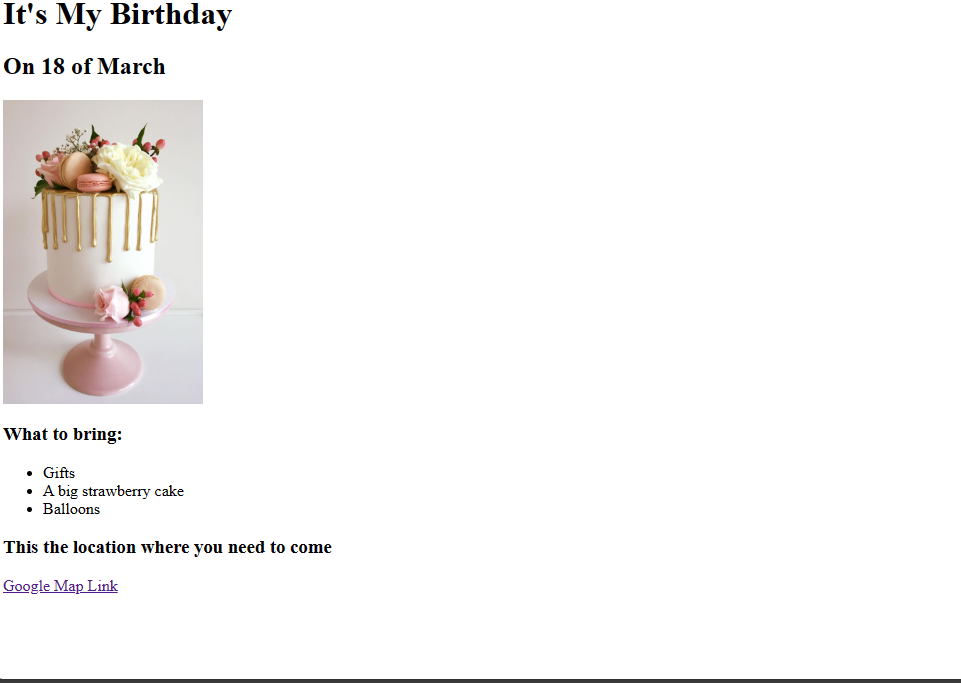 It's My Birthday
On 18 of March
What to bring:
Gifts
A big strawberry cake
Balloons
This the location where you need to come
Google Map Link